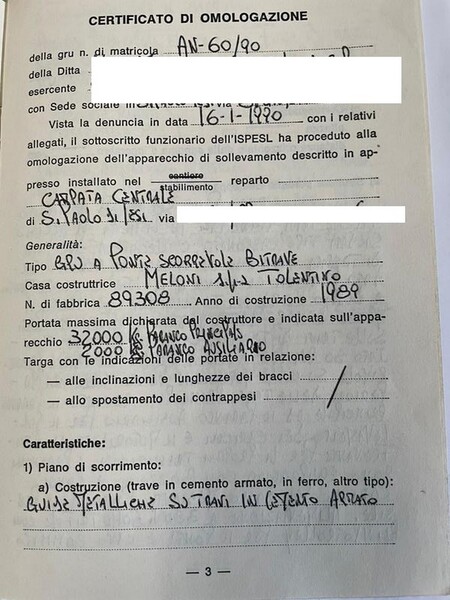 CERTIFICATO DI OMOLOGAZIONE
della gru n. di matricola AN-60/90
della Ditta
esercente
con Sede sociale in
Vista la denuncia in data 16-1-1990 con i relativi
allegati, il sottoscritto funzionario dell'ISPESL ha proceduto alla
omologazione dell'apparecchio di sollevamento descritto in ap-
presso installato nel cantiere reparto
stabilimento
CAMPATA CENTRALE
di S. PAOLO DI JESI via
Generalità:
Tipo GRU A PONTE SCORREVOLE BITRAVE
Casa costruttrice MELONI s.p.a TOLENTINO
N. di fabbrica 89308 Anno di costruzione 1989
Portata massima dichiarata dal costruttore e indicata sull'appa-
recchio 32000 Kg PARANCO PRINCIPALE
2000 Kg PARANCO AUSILIARIO
Targa con le indicazioni delle portate in relazione:
— alle inclinazioni e lunghezze dei bracci /
— allo spostamento dei contrappesi
Caratteristiche:
1) Piano di scorrimento:
a) Costruzione (trave in cemento armato, in ferro, altro tipo):
GUIDE METALLICHE SU TRAVI IN CEMENTO ARMATO
— 3 —